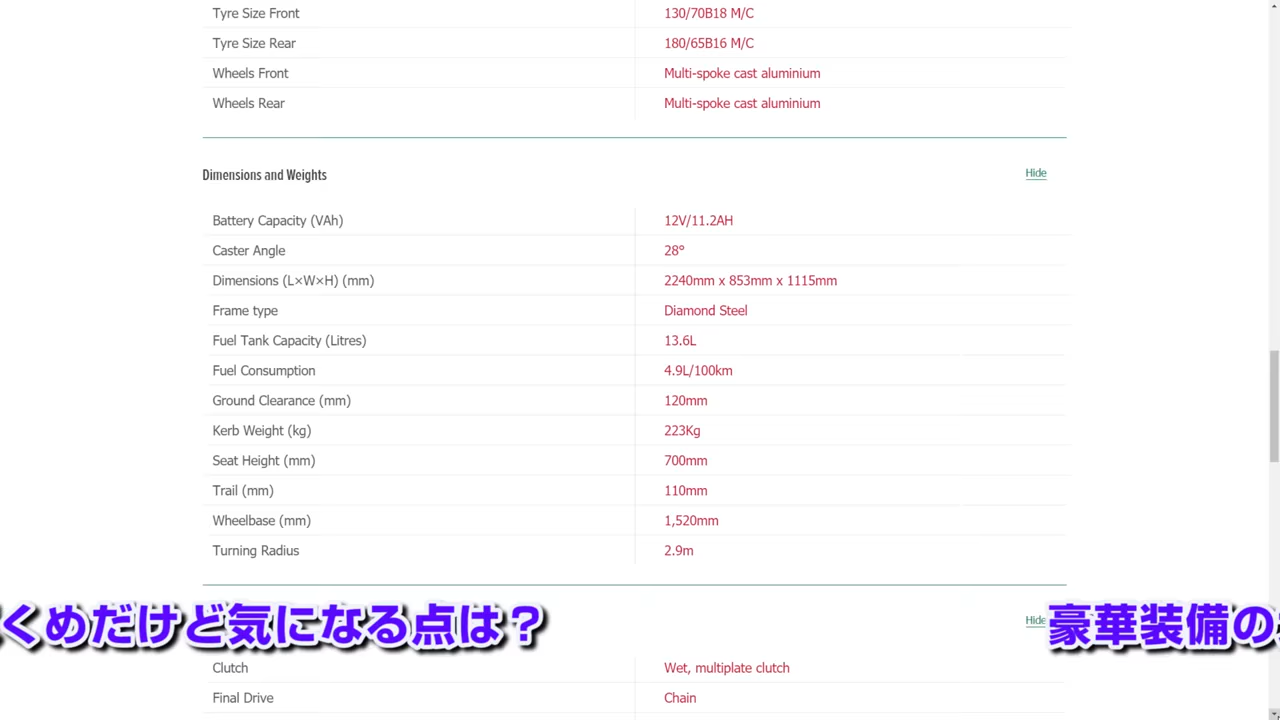 Tyre Size Front 130/70B18 M/C
Tyre Size Rear 180/65B16 M/C
Wheels Front Multi-spoke cast aluminium
Wheels Rear Multi-spoke cast aluminium
Dimensions and Weights Hide
Battery Capacity (VAh) 12V/11.2AH
Caster Angle 28°
Dimensions (L×W×H) (mm) 2240mm x 853mm x 1115mm
Frame type Diamond Steel
Fuel Tank Capacity (Litres) 13.6L
Fuel Consumption 4.9L/100km
Ground Clearance (mm) 120mm
Kerb Weight (kg) 223Kg
Seat Height (mm) 700mm
Trail (mm) 110mm
Wheelbase (mm) 1,520mm
Turning Radius 2.9m
くめだけど気になる点は？ Hide 豪華装備の
Clutch Wet, multiplate clutch
Final Drive Chain